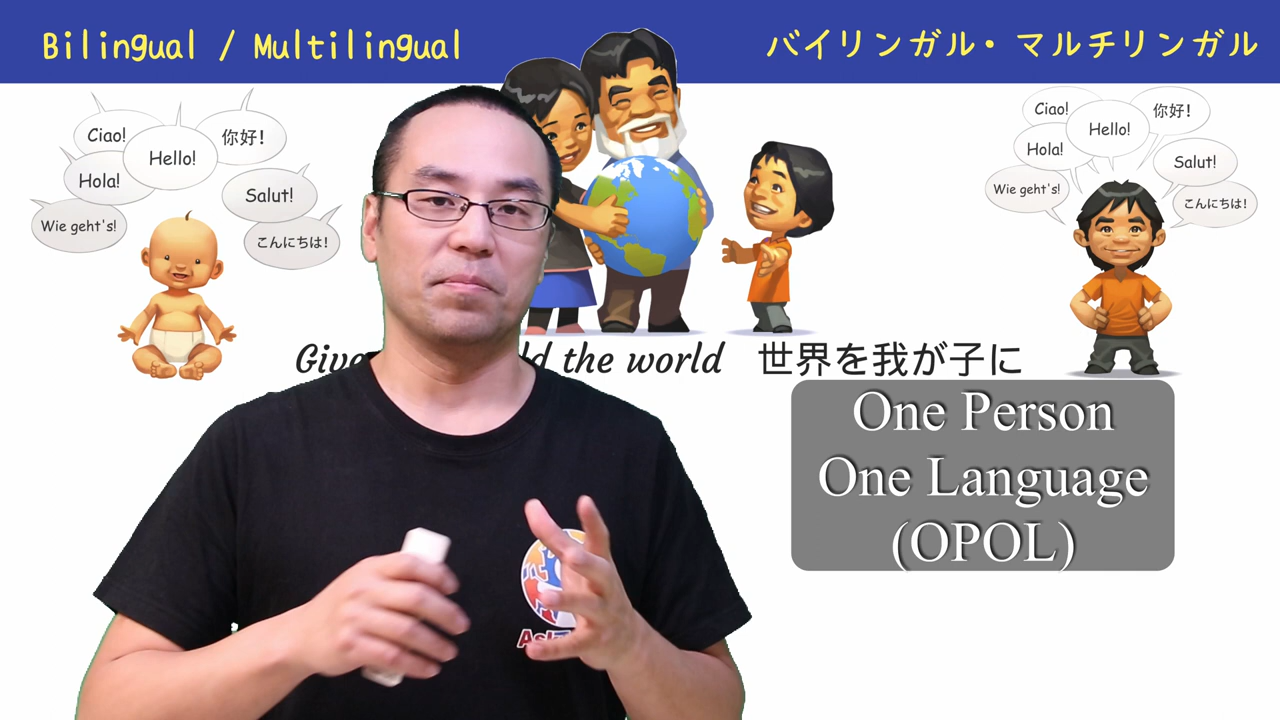 Bilingual / Multilingual
バイリンガル・マルチリンガル
Ciao!
Hello!
你好!
Hola!
Salut!
Wie geht's!
こんにちは!
Ciao!
Hello!
你好!
Hola!
Salut!
Wie geht's!
こんにちは!
the world 世界を我が子に
One Person
One Language
(OPOL)